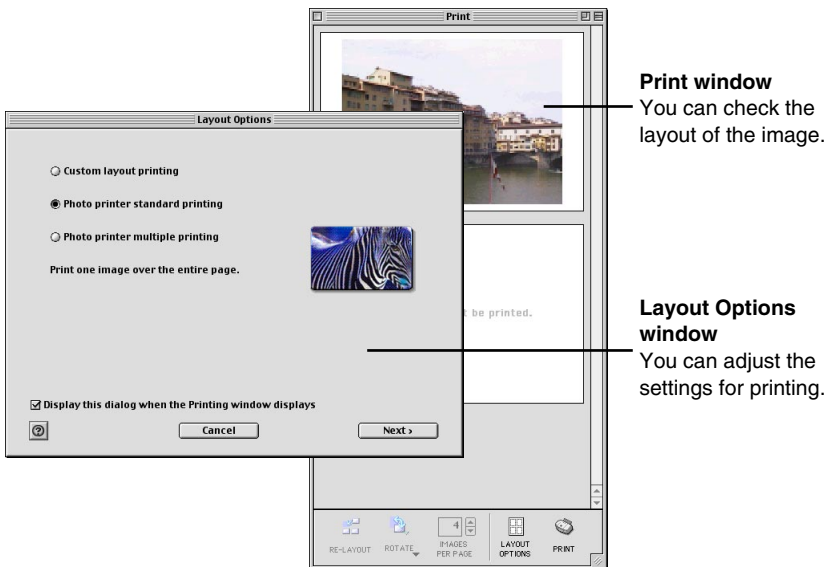 Print
Print window
You can check the
layout of the image.
Layout Options
Custom layout printing
Photo printer standard printing
Photo printer multiple printing
Print one image over the entire page.
t be printed.
Layout Options
window
You can adjust the
settings for printing.
Display this dialog when the Printing window displays
?
Cancel
Next ›
4
RE-LAYOUT
ROTATE
IMAGES
PER PAGE
LAYOUT
OPTIONS
PRINT